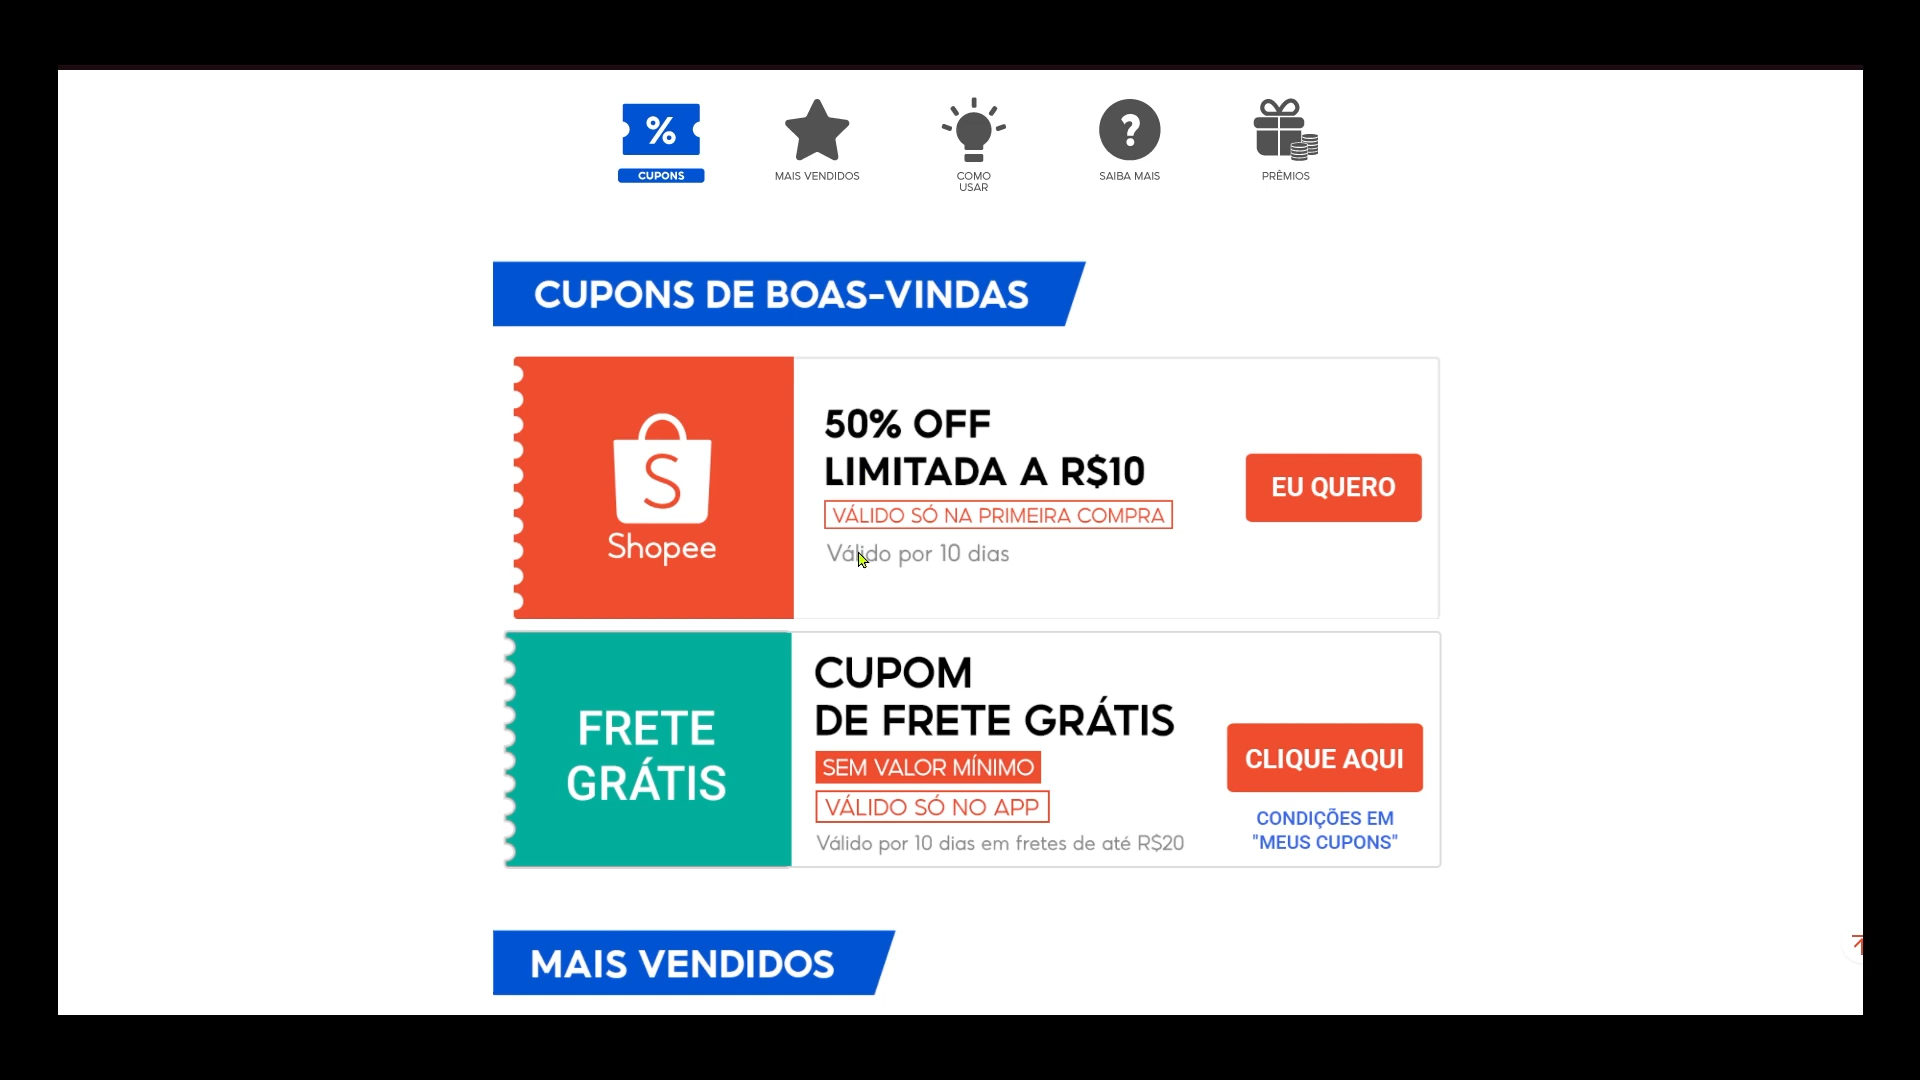 %
?
CUPONS
MAIS VENDIDOS
COMO
USAR
SAIBA MAIS
PRÊMIOS
CUPONS DE BOAS-VINDAS
S
Shopee
50% OFF
LIMITADA A R$10
VÁLIDO SÓ NA PRIMEIRA COMPRA
Válido por 10 dias
EU QUERO
FRETE
GRÁTIS
CUPOM
DE FRETE GRÁTIS
SEM VALOR MÍNIMO
VÁLIDO SÓ NO APP
Válido por 10 dias em fretes de até R$20
CLIQUE AQUI
CONDIÇÕES EM
"MEUS CUPONS"
MAIS VENDIDOS